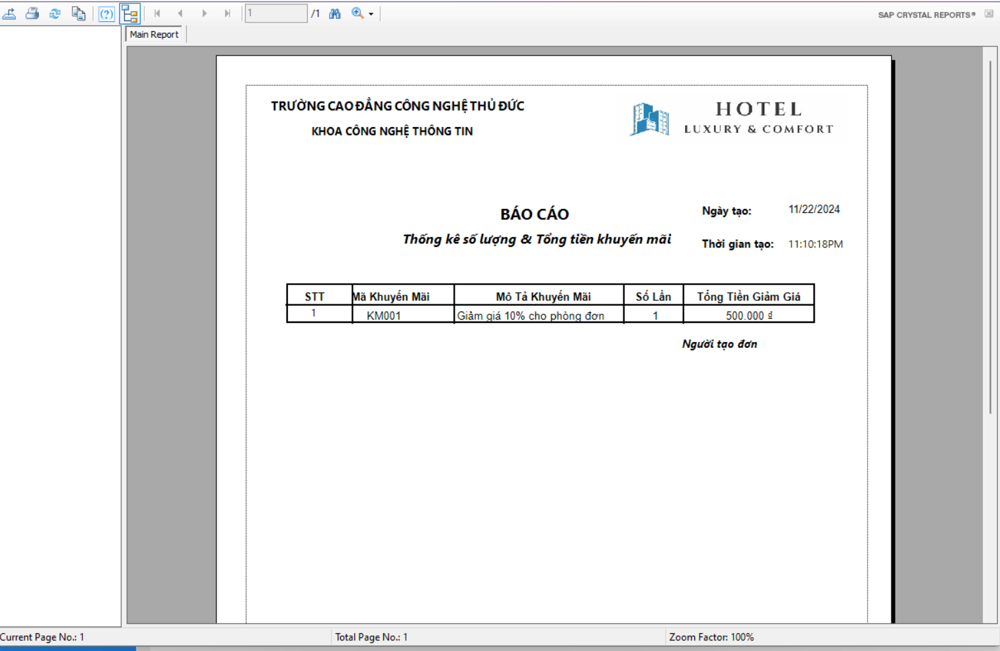 1 /1 SAP CRYSTAL REPORTS®
Main Report
TRƯỜNG CAO ĐẲNG CÔNG NGHỆ THỦ ĐỨC
KHOA CÔNG NGHỆ THÔNG TIN
HOTEL
LUXURY & COMFORT
BÁO CÁO
Thống kê số lượng & Tổng tiền khuyến mãi
Ngày tạo: 11/22/2024
Thời gian tạo: 11:10:18PM
STT Mã Khuyến Mãi Mô Tả Khuyến Mãi Số Lần Tổng Tiền Giảm Giá
1 KM001 Giảm giá 10% cho phòng đơn 1 500.000 ₫
Người tạo đơn
Current Page No.: 1 Total Page No.: 1 Zoom Factor: 100%